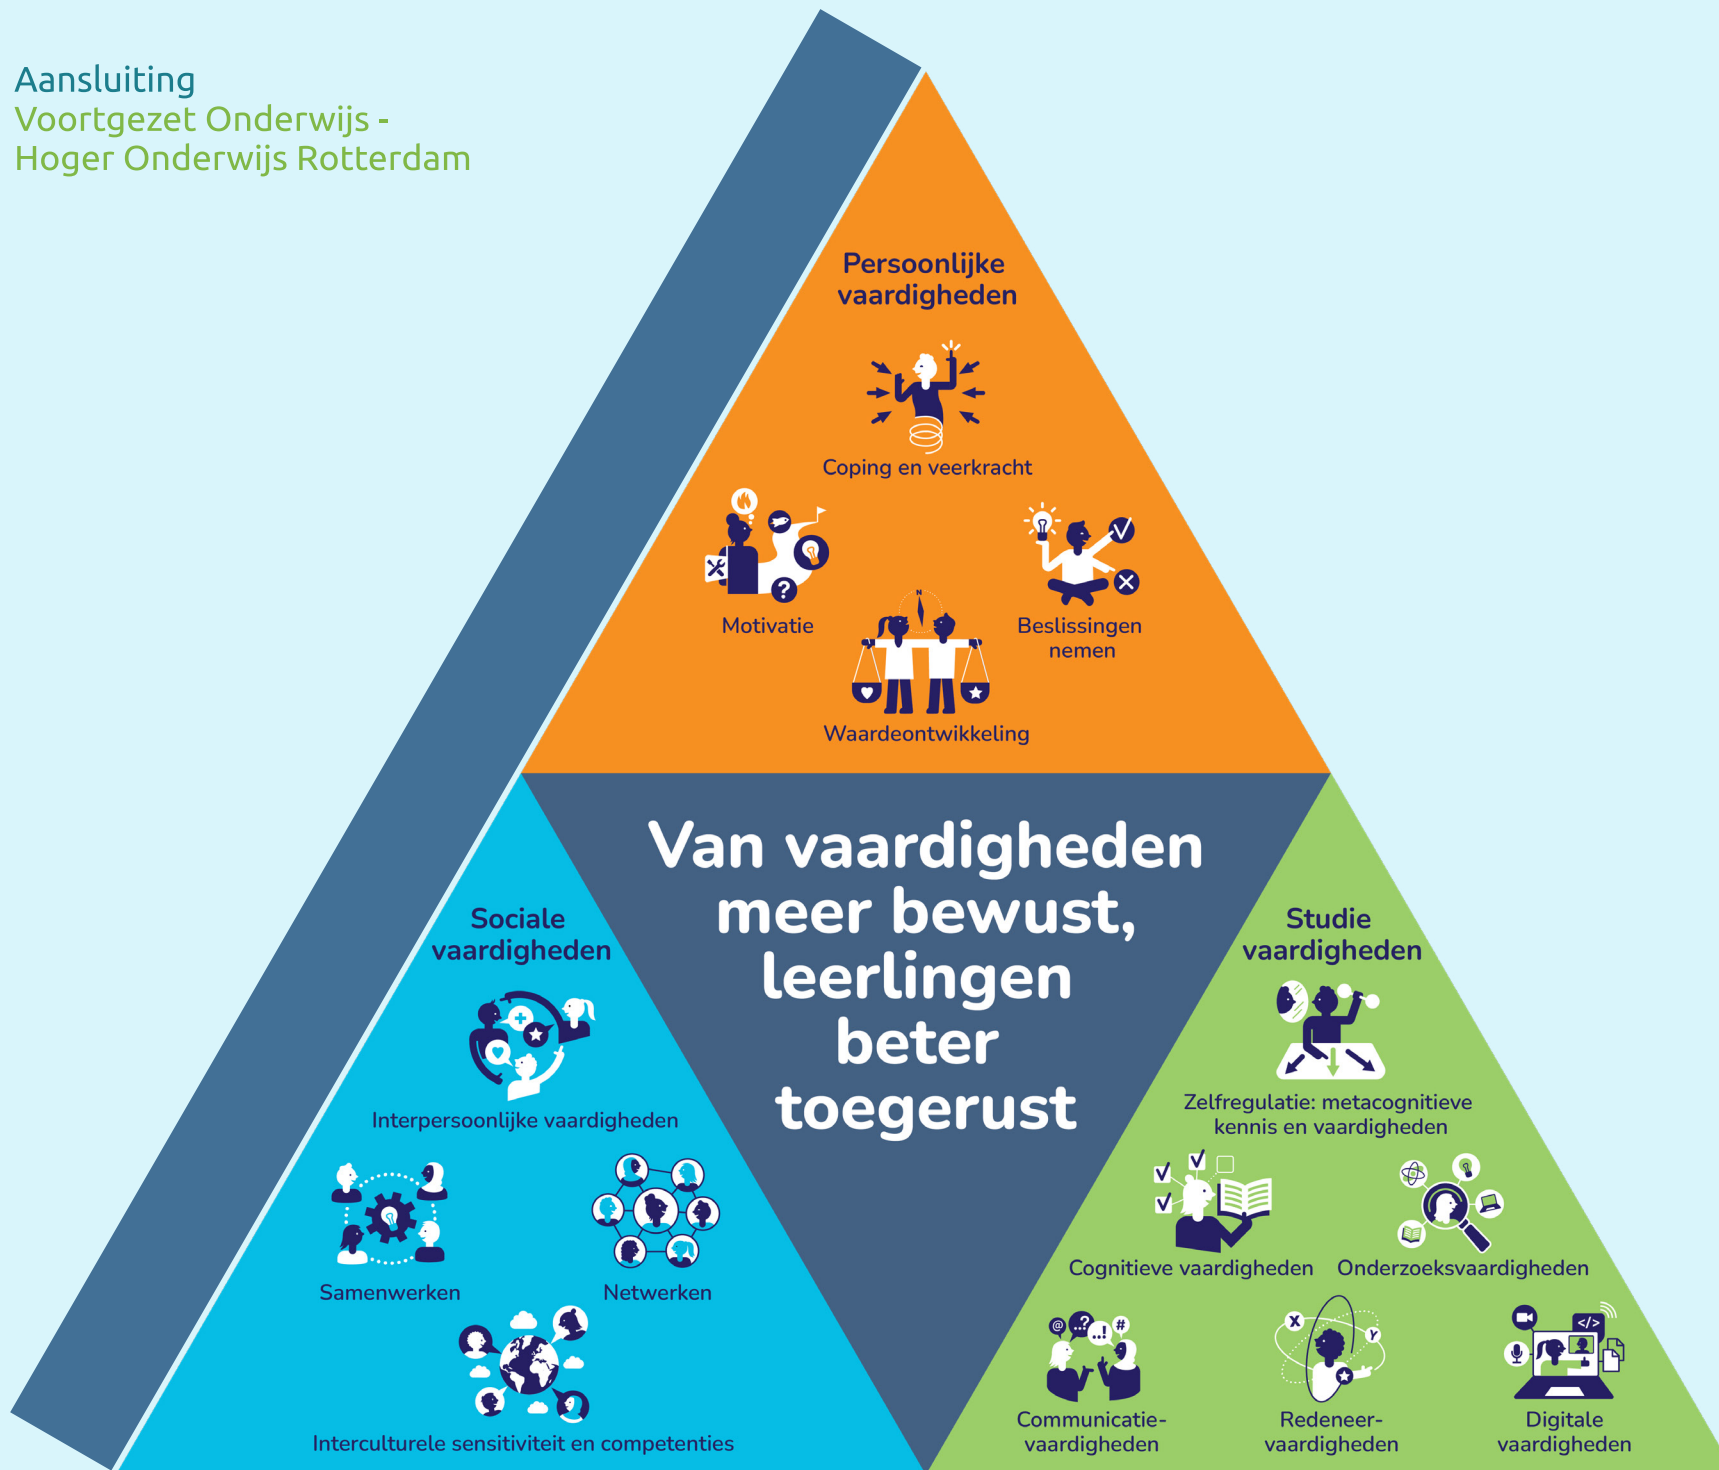 Aansluiting
Voortgezet Onderwijs -
Hoger Onderwijs Rotterdam
Persoonlijke
vaardigheden
Coping en veerkracht
?
Motivatie
Beslissingen
nemen
N
Waardeontwikkeling
Van vaardigheden
meer bewust,
leerlingen
beter
toegerust
Sociale
vaardigheden
Interpersoonlijke vaardigheden
Samenwerken
Netwerken
Interculturele sensitiviteit en competenties
Studie
vaardigheden
Zelfregulatie: metacognitieve
kennis en vaardigheden
Cognitieve vaardigheden
Onderzoeksvaardigheden
@ ..? ..! #
Communicatie-
vaardigheden
X Y
Redeneer-
vaardigheden
</>
Digitale
vaardigheden